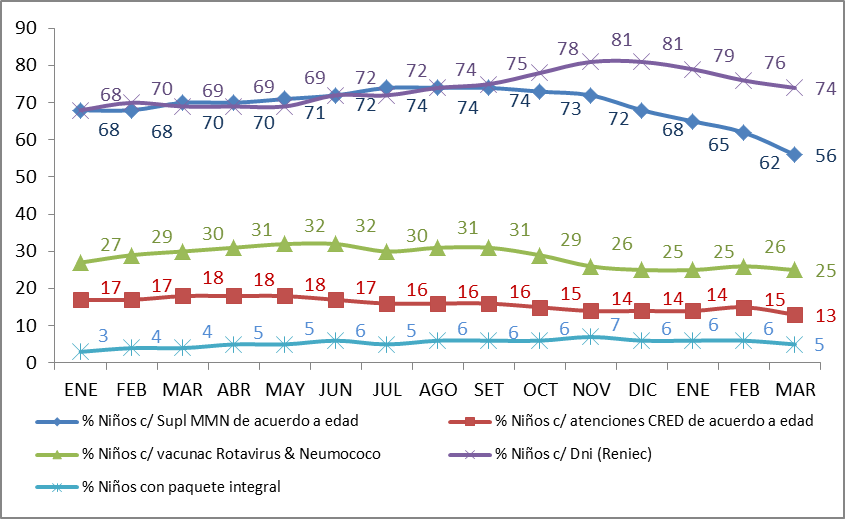 90
80
70
60
50
40
30
20
10
0
68 70 69 69 69 72 72 74 75 78 81 81 79 76 74
68 68 70 70 71 72 74 74 74 73 72 68 65 62 56
27 29 30 31 32 32 30 31 31 29 26 25 25 26 25
17 17 18 18 18 17 16 16 16 15 14 14 14 15 13
3 4 4 5 5 6 5 6 6 6 7 6 6 6 5
ENE FEB MAR ABR MAY JUN JUL AGO SET OCT NOV DIC ENE FEB MAR
% Niños c/ Supl MMN de acuerdo a edad
% Niños c/ atenciones CRED de acuerdo a edad
% Niños c/ vacunac Rotavirus & Neumococo
% Niños c/ Dni (Reniec)
% Niños con paquete integral